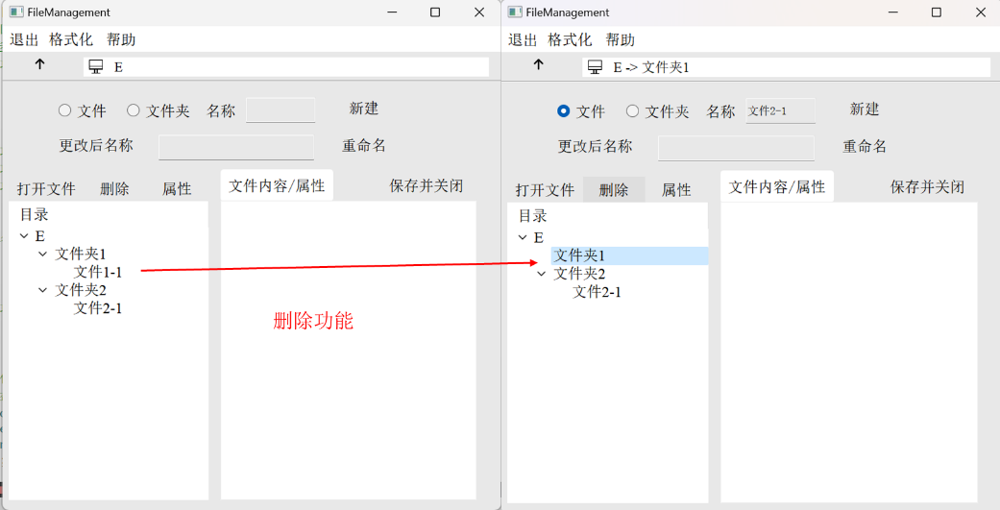 FileManagement
退出 格式化 帮助
E
文件 文件夹 名称 新建
更改后名称 重命名
打开文件 删除 属性 文件内容/属性 保存并关闭
目录
E
文件夹1
文件1-1
文件夹2
文件2-1
删除功能
FileManagement
退出 格式化 帮助
E -> 文件夹1
文件 文件夹 名称 文件2-1 新建
更改后名称 重命名
打开文件 删除 属性 文件内容/属性 保存并关闭
目录
E
文件夹1
文件夹2
文件2-1